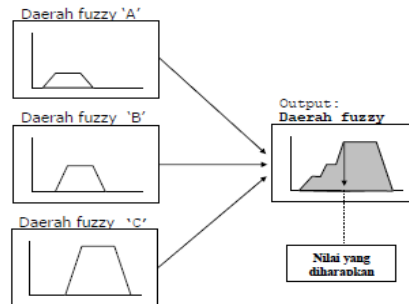 Daerah fuzzy 'A'
Daerah fuzzy 'B'
Daerah fuzzy 'C'
Output:
Daerah fuzzy
Nilai yang
diharapkan